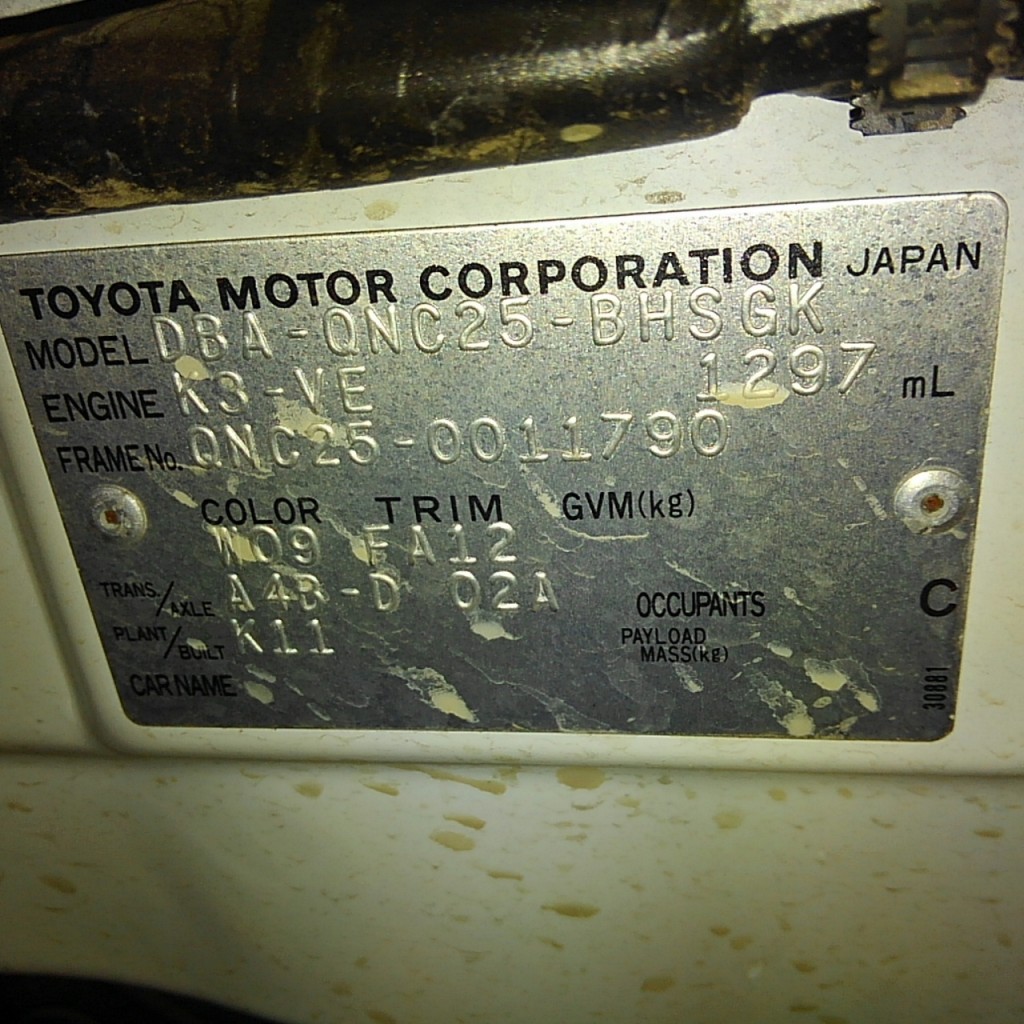 TOYOTA MOTOR CORPORATION JAPAN
MODEL DBA-QNC25-BHSGK
ENGINE K3-VE 1297 mL
FRAME No. QNC25-0011790
COLOR TRIM GVM(kg)
W09 FA12
TRANS./AXLE A4B-D 02A OCCUPANTS C
PLANT/BUILT K11 PAYLOAD MASS(kg)
CAR NAME
30881